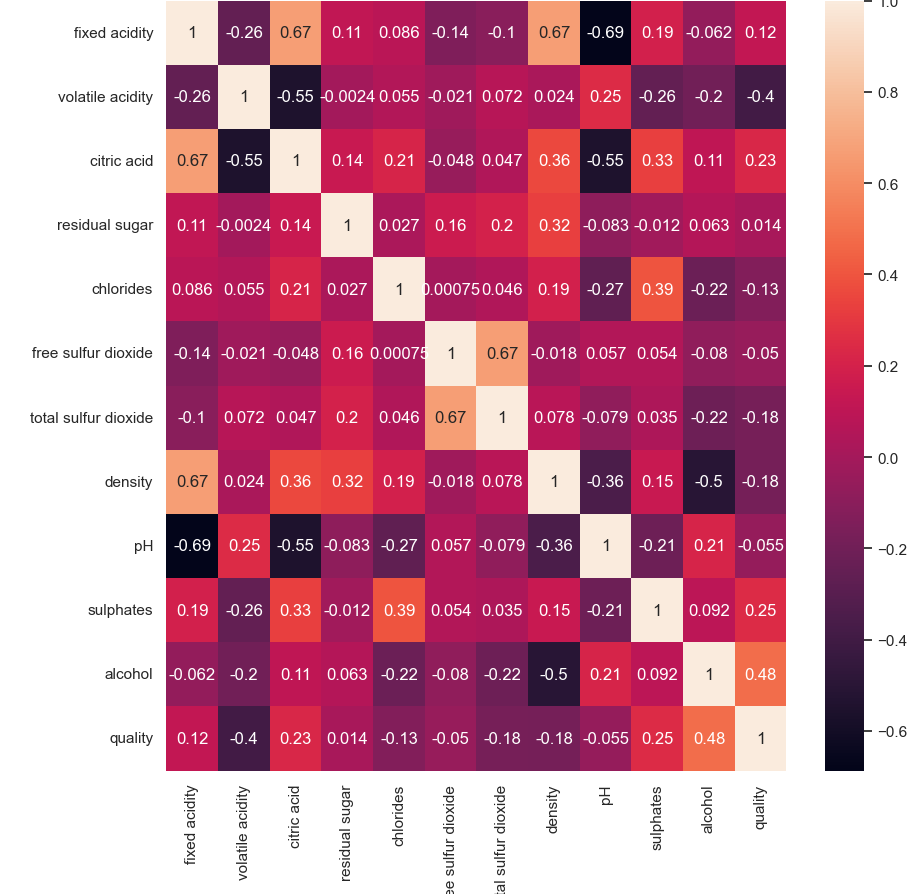 fixed acidity 1 -0.26 0.67 0.11 0.086 -0.14 -0.1 0.67 -0.69 0.19 -0.062 0.12
volatile acidity -0.26 1 -0.55 -0.0024 0.055 -0.021 0.072 0.024 0.25 -0.26 -0.2 -0.4
citric acid 0.67 -0.55 1 0.14 0.21 -0.048 0.047 0.36 -0.55 0.33 0.11 0.23
residual sugar 0.11 -0.0024 0.14 1 0.027 0.16 0.2 0.32 -0.083 -0.012 0.063 0.014
chlorides 0.086 0.055 0.21 0.027 1 0.00075 0.046 0.19 -0.27 0.39 -0.22 -0.13
free sulfur dioxide -0.14 -0.021 -0.048 0.16 0.00075 1 0.67 -0.018 0.057 0.054 -0.08 -0.05
total sulfur dioxide -0.1 0.072 0.047 0.2 0.046 0.67 1 0.078 -0.079 0.035 -0.22 -0.18
density 0.67 0.024 0.36 0.32 0.19 -0.018 0.078 1 -0.36 0.15 -0.5 -0.18
pH -0.69 0.25 -0.55 -0.083 -0.27 0.057 -0.079 -0.36 1 -0.21 0.21 -0.055
sulphates 0.19 -0.26 0.33 -0.012 0.39 0.054 0.035 0.15 -0.21 1 0.092 0.25
alcohol -0.062 -0.2 0.11 0.063 -0.22 -0.08 -0.22 -0.5 0.21 0.092 1 0.48
quality 0.12 -0.4 0.23 0.014 -0.13 -0.05 -0.18 -0.18 -0.055 0.25 0.48 1
fixed acidity
volatile acidity
citric acid
residual sugar
chlorides
ee sulfur dioxide
tal sulfur dioxide
density
pH
sulphates
alcohol
quality
1.0
0.8
0.6
0.4
0.2
0.0
-0.2
-0.4
-0.6